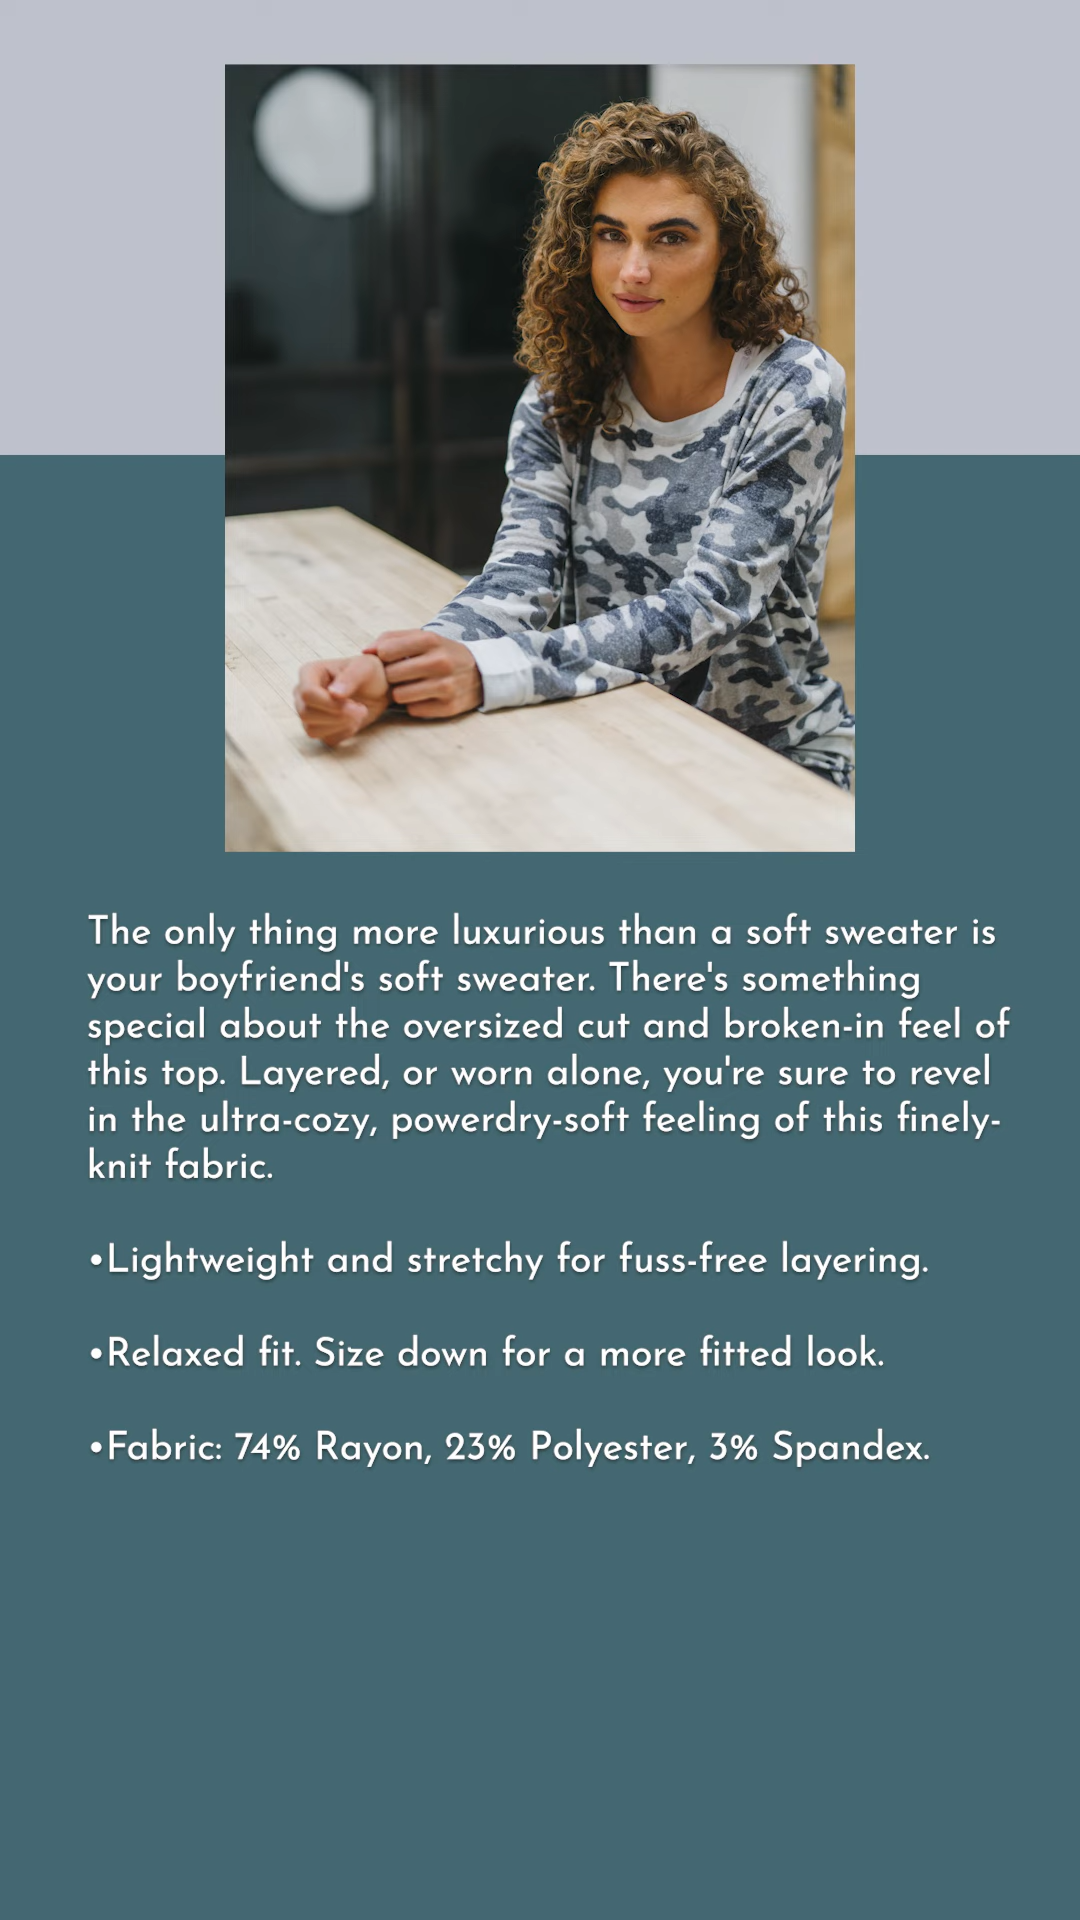 The only thing more luxurious than a soft sweater is
your boyfriend's soft sweater. There's something
special about the oversized cut and broken-in feel of
this top. Layered, or worn alone, you're sure to revel
in the ultra-cozy, powerdry-soft feeling of this finely-
knit fabric.
•Lightweight and stretchy for fuss-free layering.
•Relaxed fit. Size down for a more fitted look.
•Fabric: 74% Rayon, 23% Polyester, 3% Spandex.